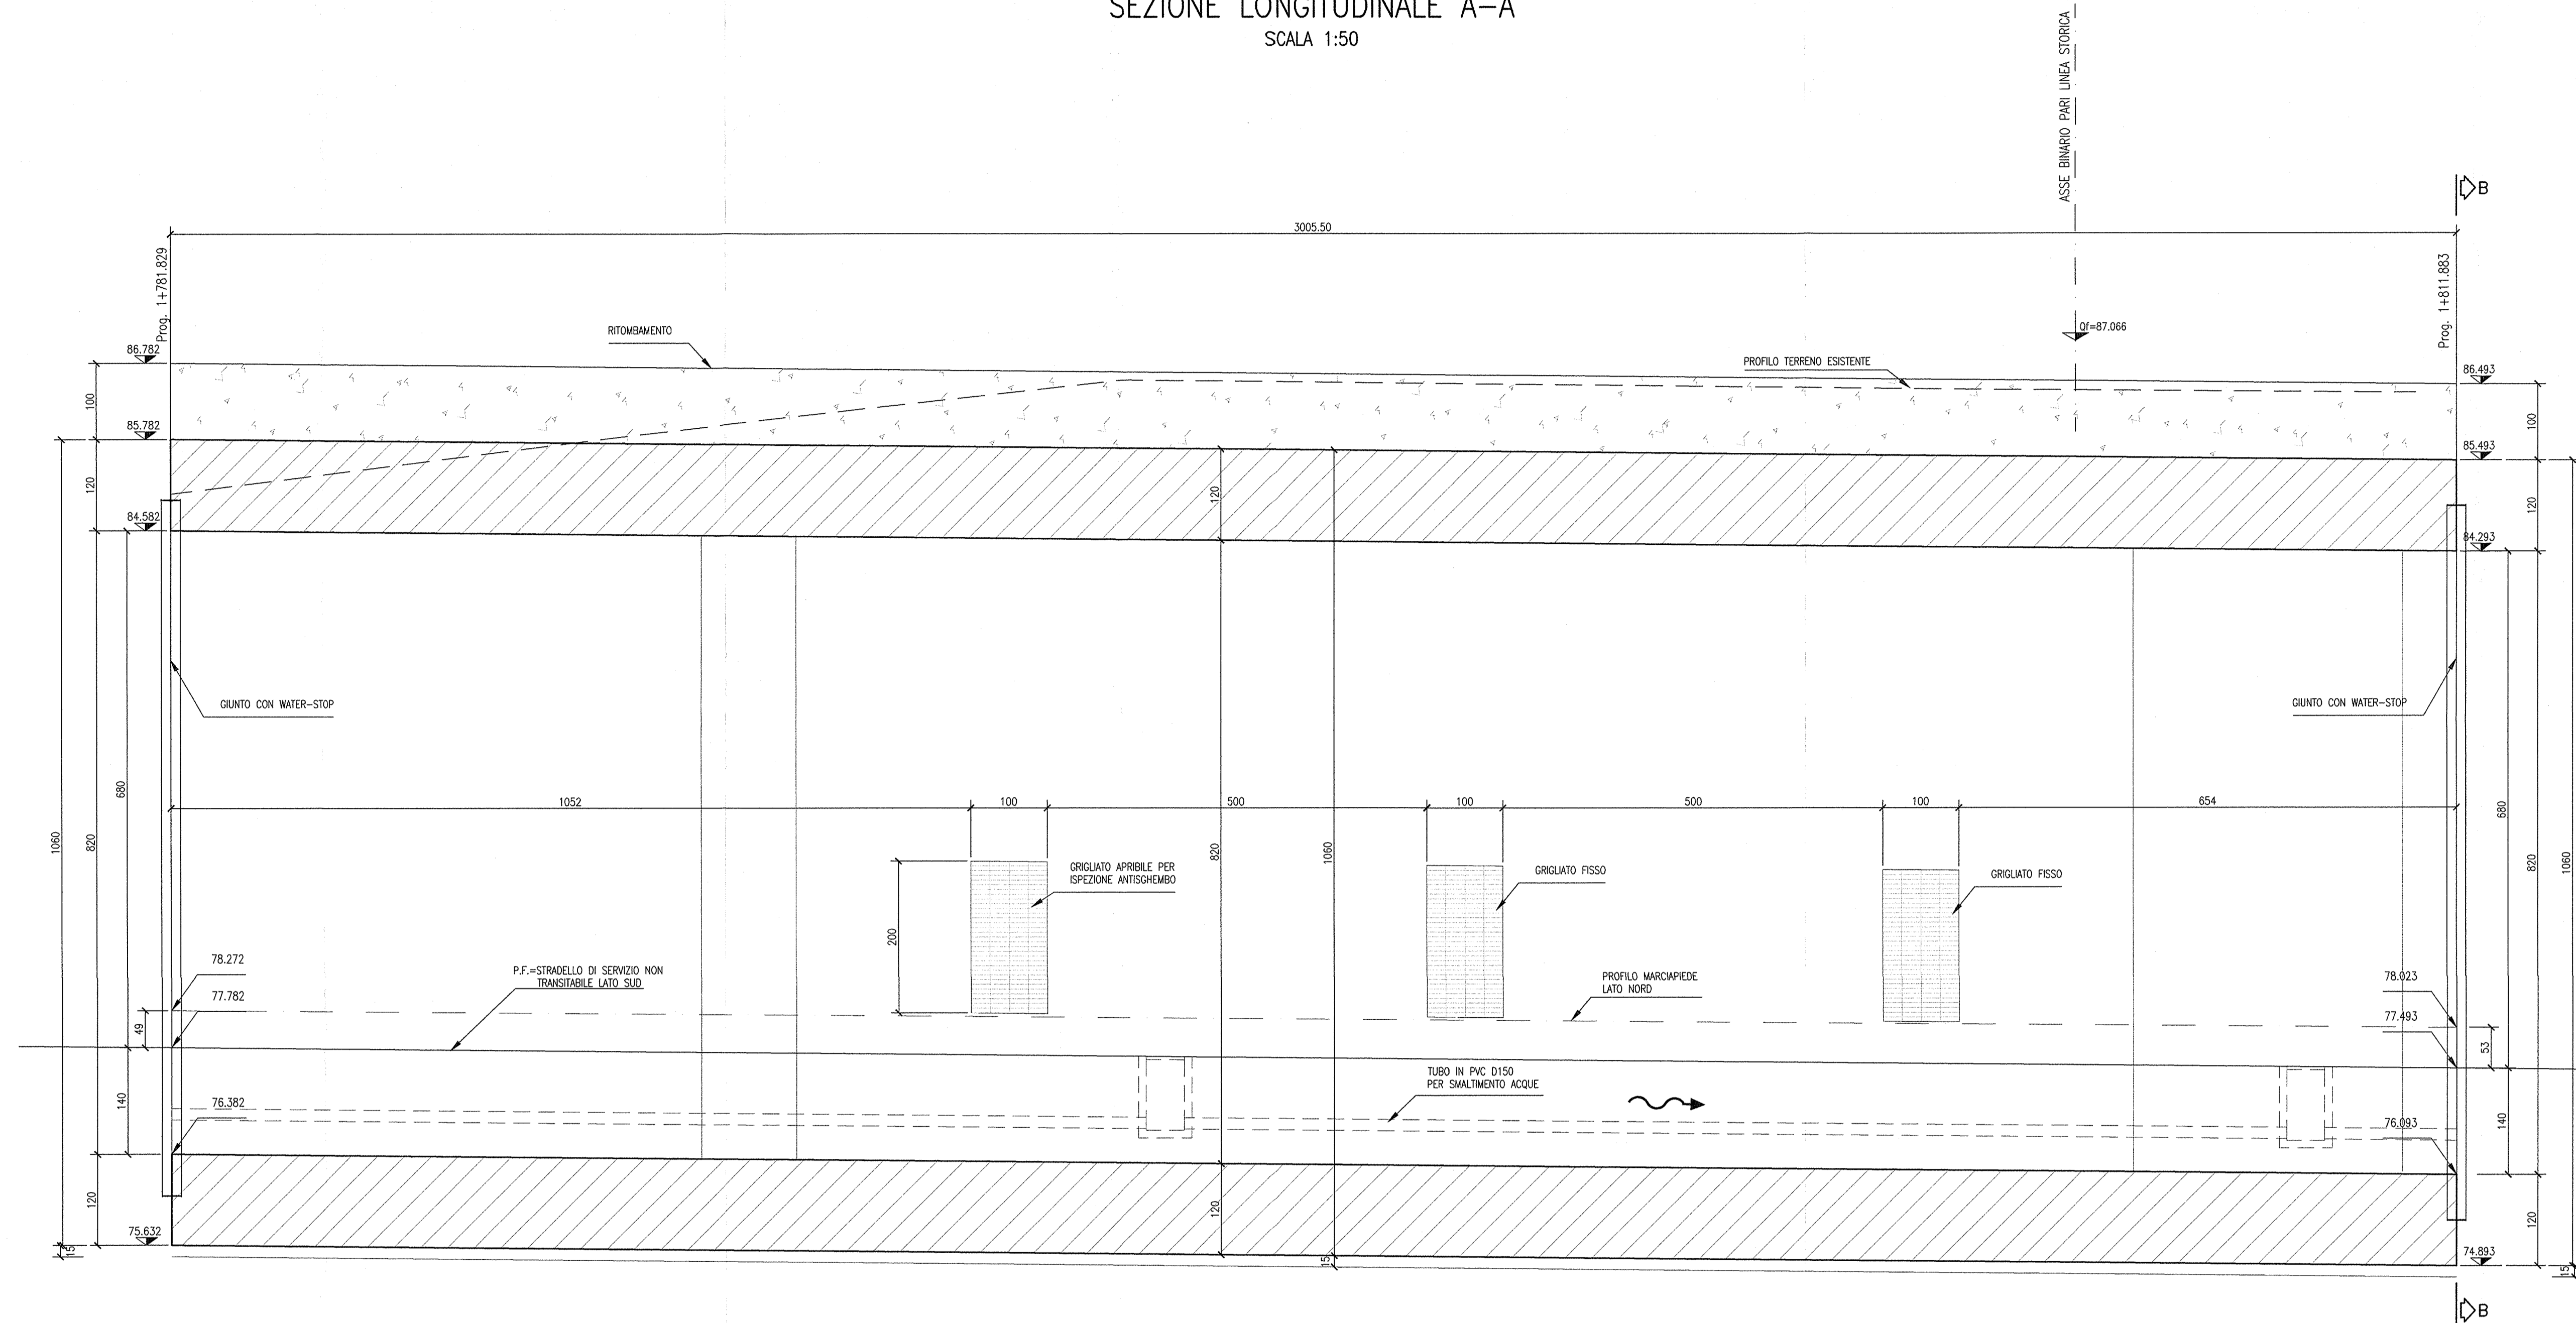 SEZIONE LONGITUDINALE A-A
SCALA 1:50
ASSE BINARIO PARI LINEA STORICA
B
3005.50
Prog. 1+781.829
Prog. 1+811.883
RITOMBAMENTO
Qf=87.066
PROFILO TERRENO ESISTENTE
86.782
86.493
100
100
85.782
85.493
120
120
120
84.582
84.293
GIUNTO CON WATER-STOP
GIUNTO CON WATER-STOP
680
680
1052
100
500
100
500
100
654
1060
820
820
1060
820
1060
GRIGLIATO APRIBILE PER
ISPEZIONE ANTISGHEMBO
GRIGLIATO FISSO
GRIGLIATO FISSO
200
78.272
77.782
49
P.F.=STRADELLO DI SERVIZIO NON
TRANSITABILE LATO SUD
PROFILO MARCIAPIEDE
LATO NORD
78.023
77.493
53
TUBO IN PVC D150
PER SMALTIMENTO ACQUE
140
140
76.382
76.093
120
120
120
75.632
74.893
15
15
15
B